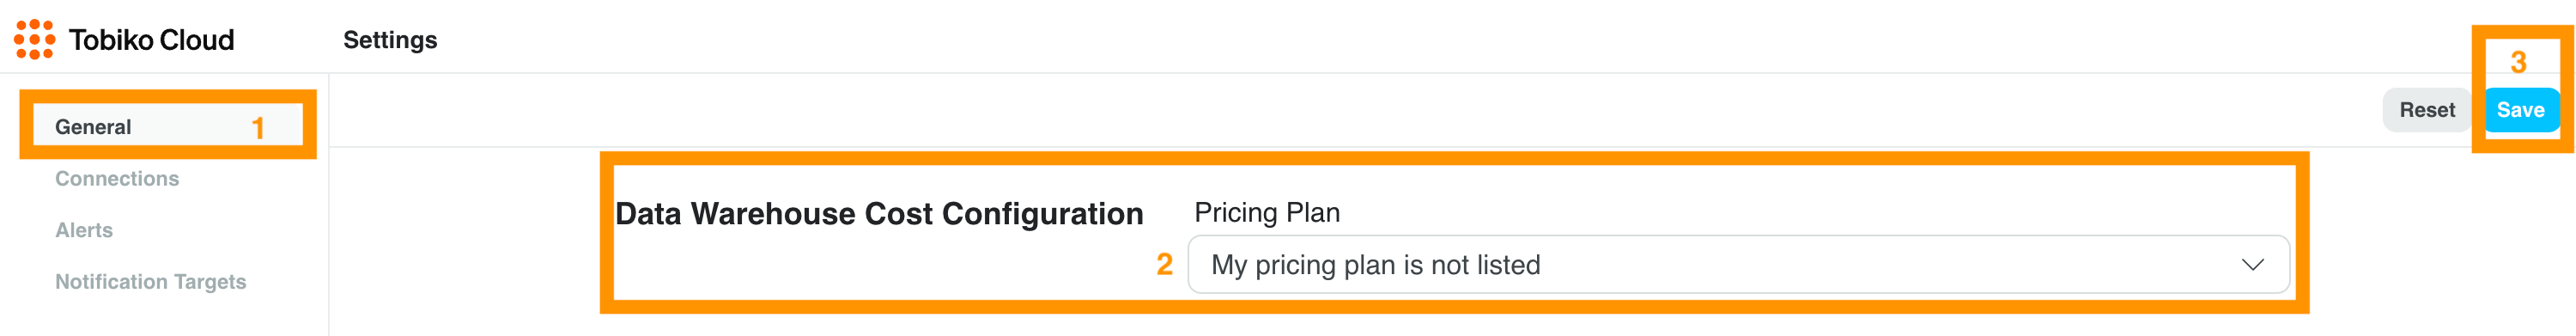 Tobiko Cloud
Settings
General 1
Connections
Alerts
Notification Targets
3
Reset Save
Data Warehouse Cost Configuration
Pricing Plan
2 My pricing plan is not listed